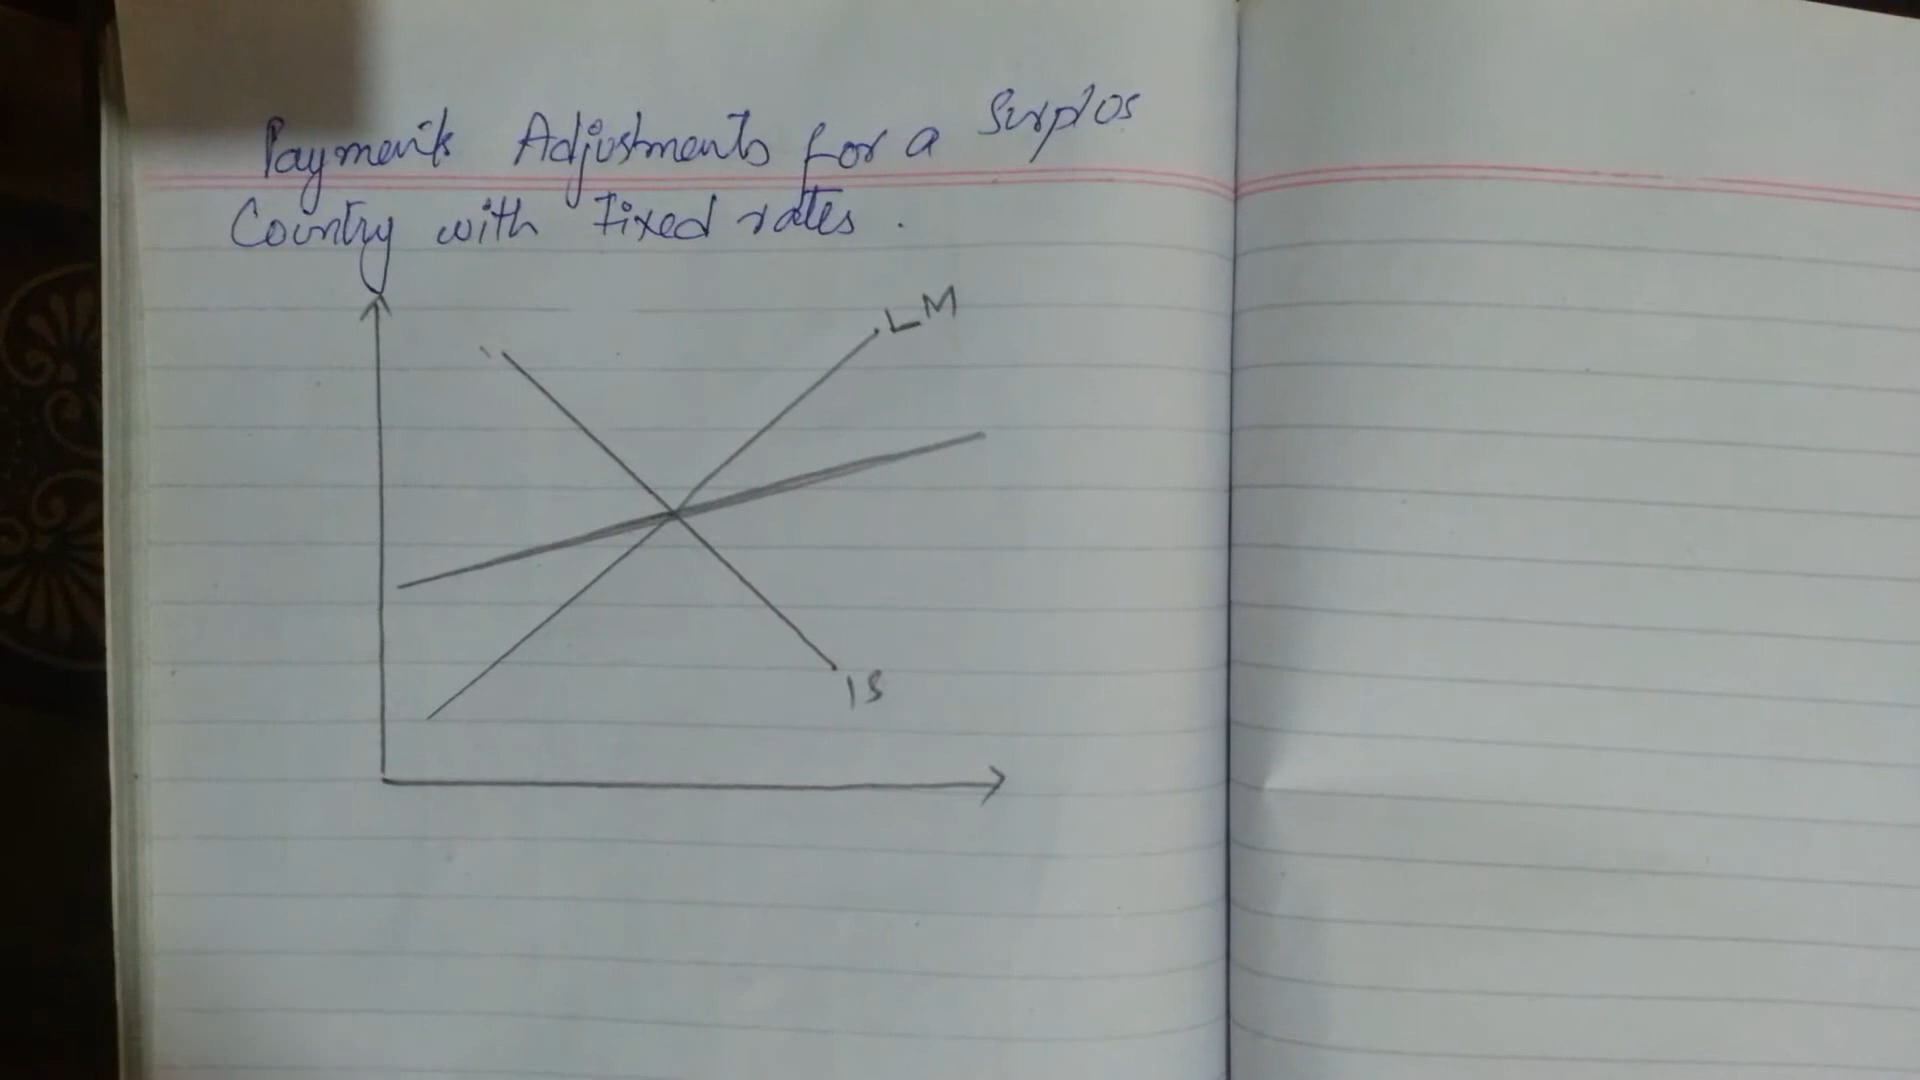 Payments Adjustments for a Surplus
Country with Fixed rates.
LM
IS